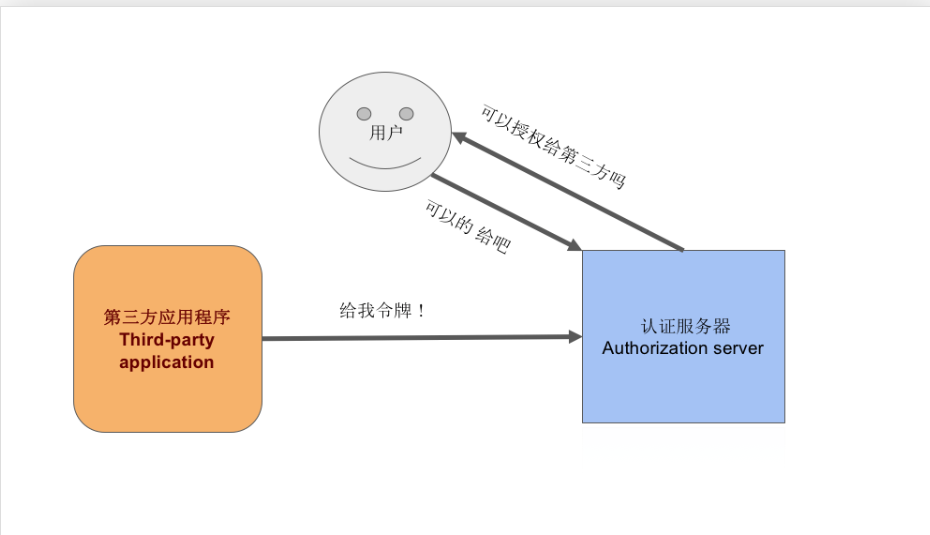 用户
可以授权给第三方吗
可以的 给吧
给我令牌！
第三方应用程序
Third-party
application
认证服务器
Authorization server